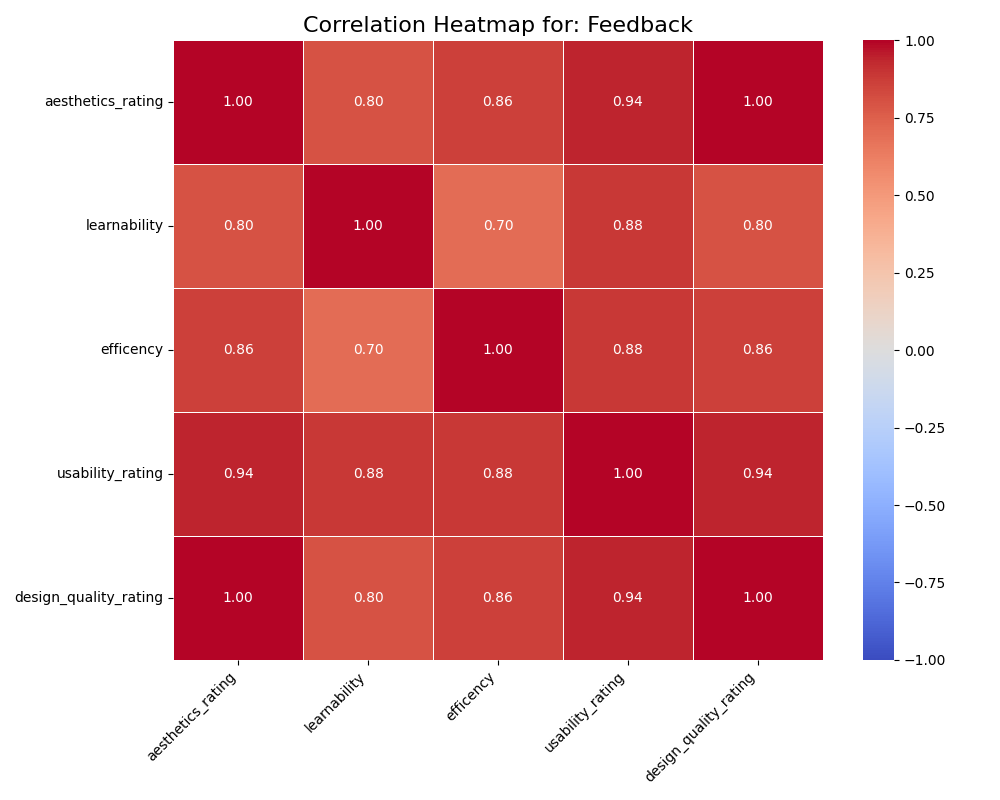 Correlation Heatmap for: Feedback
aesthetics_rating 1.00 0.80 0.86 0.94 1.00
learnability 0.80 1.00 0.70 0.88 0.80
efficency 0.86 0.70 1.00 0.88 0.86
usability_rating 0.94 0.88 0.88 1.00 0.94
design_quality_rating 1.00 0.80 0.86 0.94 1.00
aesthetics_rating learnability efficency usability_rating design_quality_rating
1.00
0.75
0.50
0.25
0.00
−0.25
−0.50
−0.75
−1.00